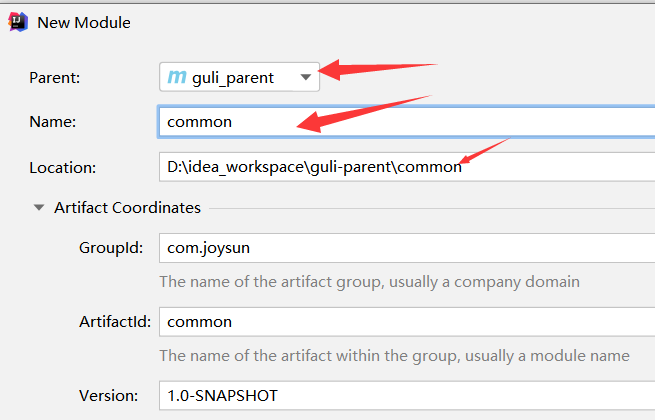 New Module
Parent: m guli_parent
Name: common
Location: D:\idea_workspace\guli-parent\common
Artifact Coordinates
GroupId: com.joysun
The name of the artifact group, usually a company domain
ArtifactId: common
The name of the artifact within the group, usually a module name
Version: 1.0-SNAPSHOT